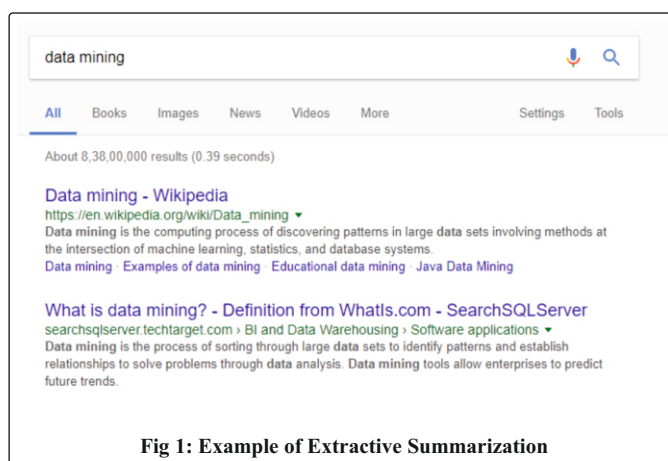 data mining
All Books Images News Videos More Settings Tools
About 8,38,00,000 results (0.39 seconds)
Data mining - Wikipedia
https://en.wikipedia.org/wiki/Data_mining ▼
Data mining is the computing process of discovering patterns in large data sets involving methods at
the intersection of machine learning, statistics, and database systems.
Data mining · Examples of data mining · Educational data mining · Java Data Mining
What is data mining? - Definition from WhatIs.com - SearchSQLServer
searchsqlserver.techtarget.com › BI and Data Warehousing › Software applications ▼
Data mining is the process of sorting through large data sets to identify patterns and establish
relationships to solve problems through data analysis. Data mining tools allow enterprises to predict
future trends.
Fig 1: Example of Extractive Summarization